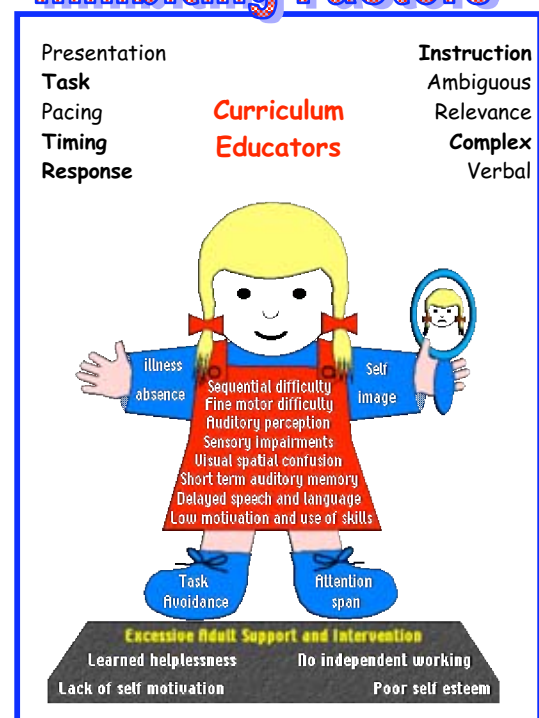 Inhibiting Factors
Presentation
Task
Pacing
Timing
Response
Curriculum
Educators
Instruction
Ambiguous
Relevance
Complex
Verbal
illness
absence
Self
image
Sequential difficulty
Fine motor difficulty
Auditory perception
Sensory impairments
Visual spatial confusion
Short term auditory memory
Delayed speech and language
Low motivation and use of skills
Task
Avoidance
Attention
span
Excessive Adult Support and Intervention
Learned helplessness No independent working
Lack of self motivation Poor self esteem